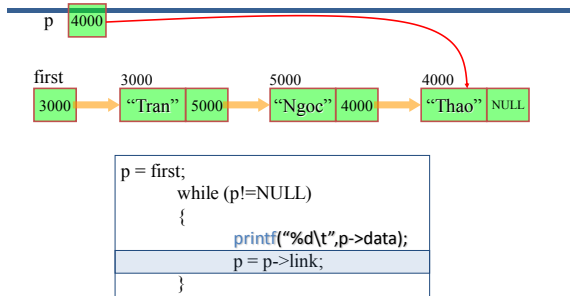 p 4000
first 3000 5000 4000
3000 “Tran” 5000 “Ngoc” 4000 “Thao” NULL
p = first;
while (p!=NULL)
{
printf(“%d\t”,p->data);
p = p->link;
}